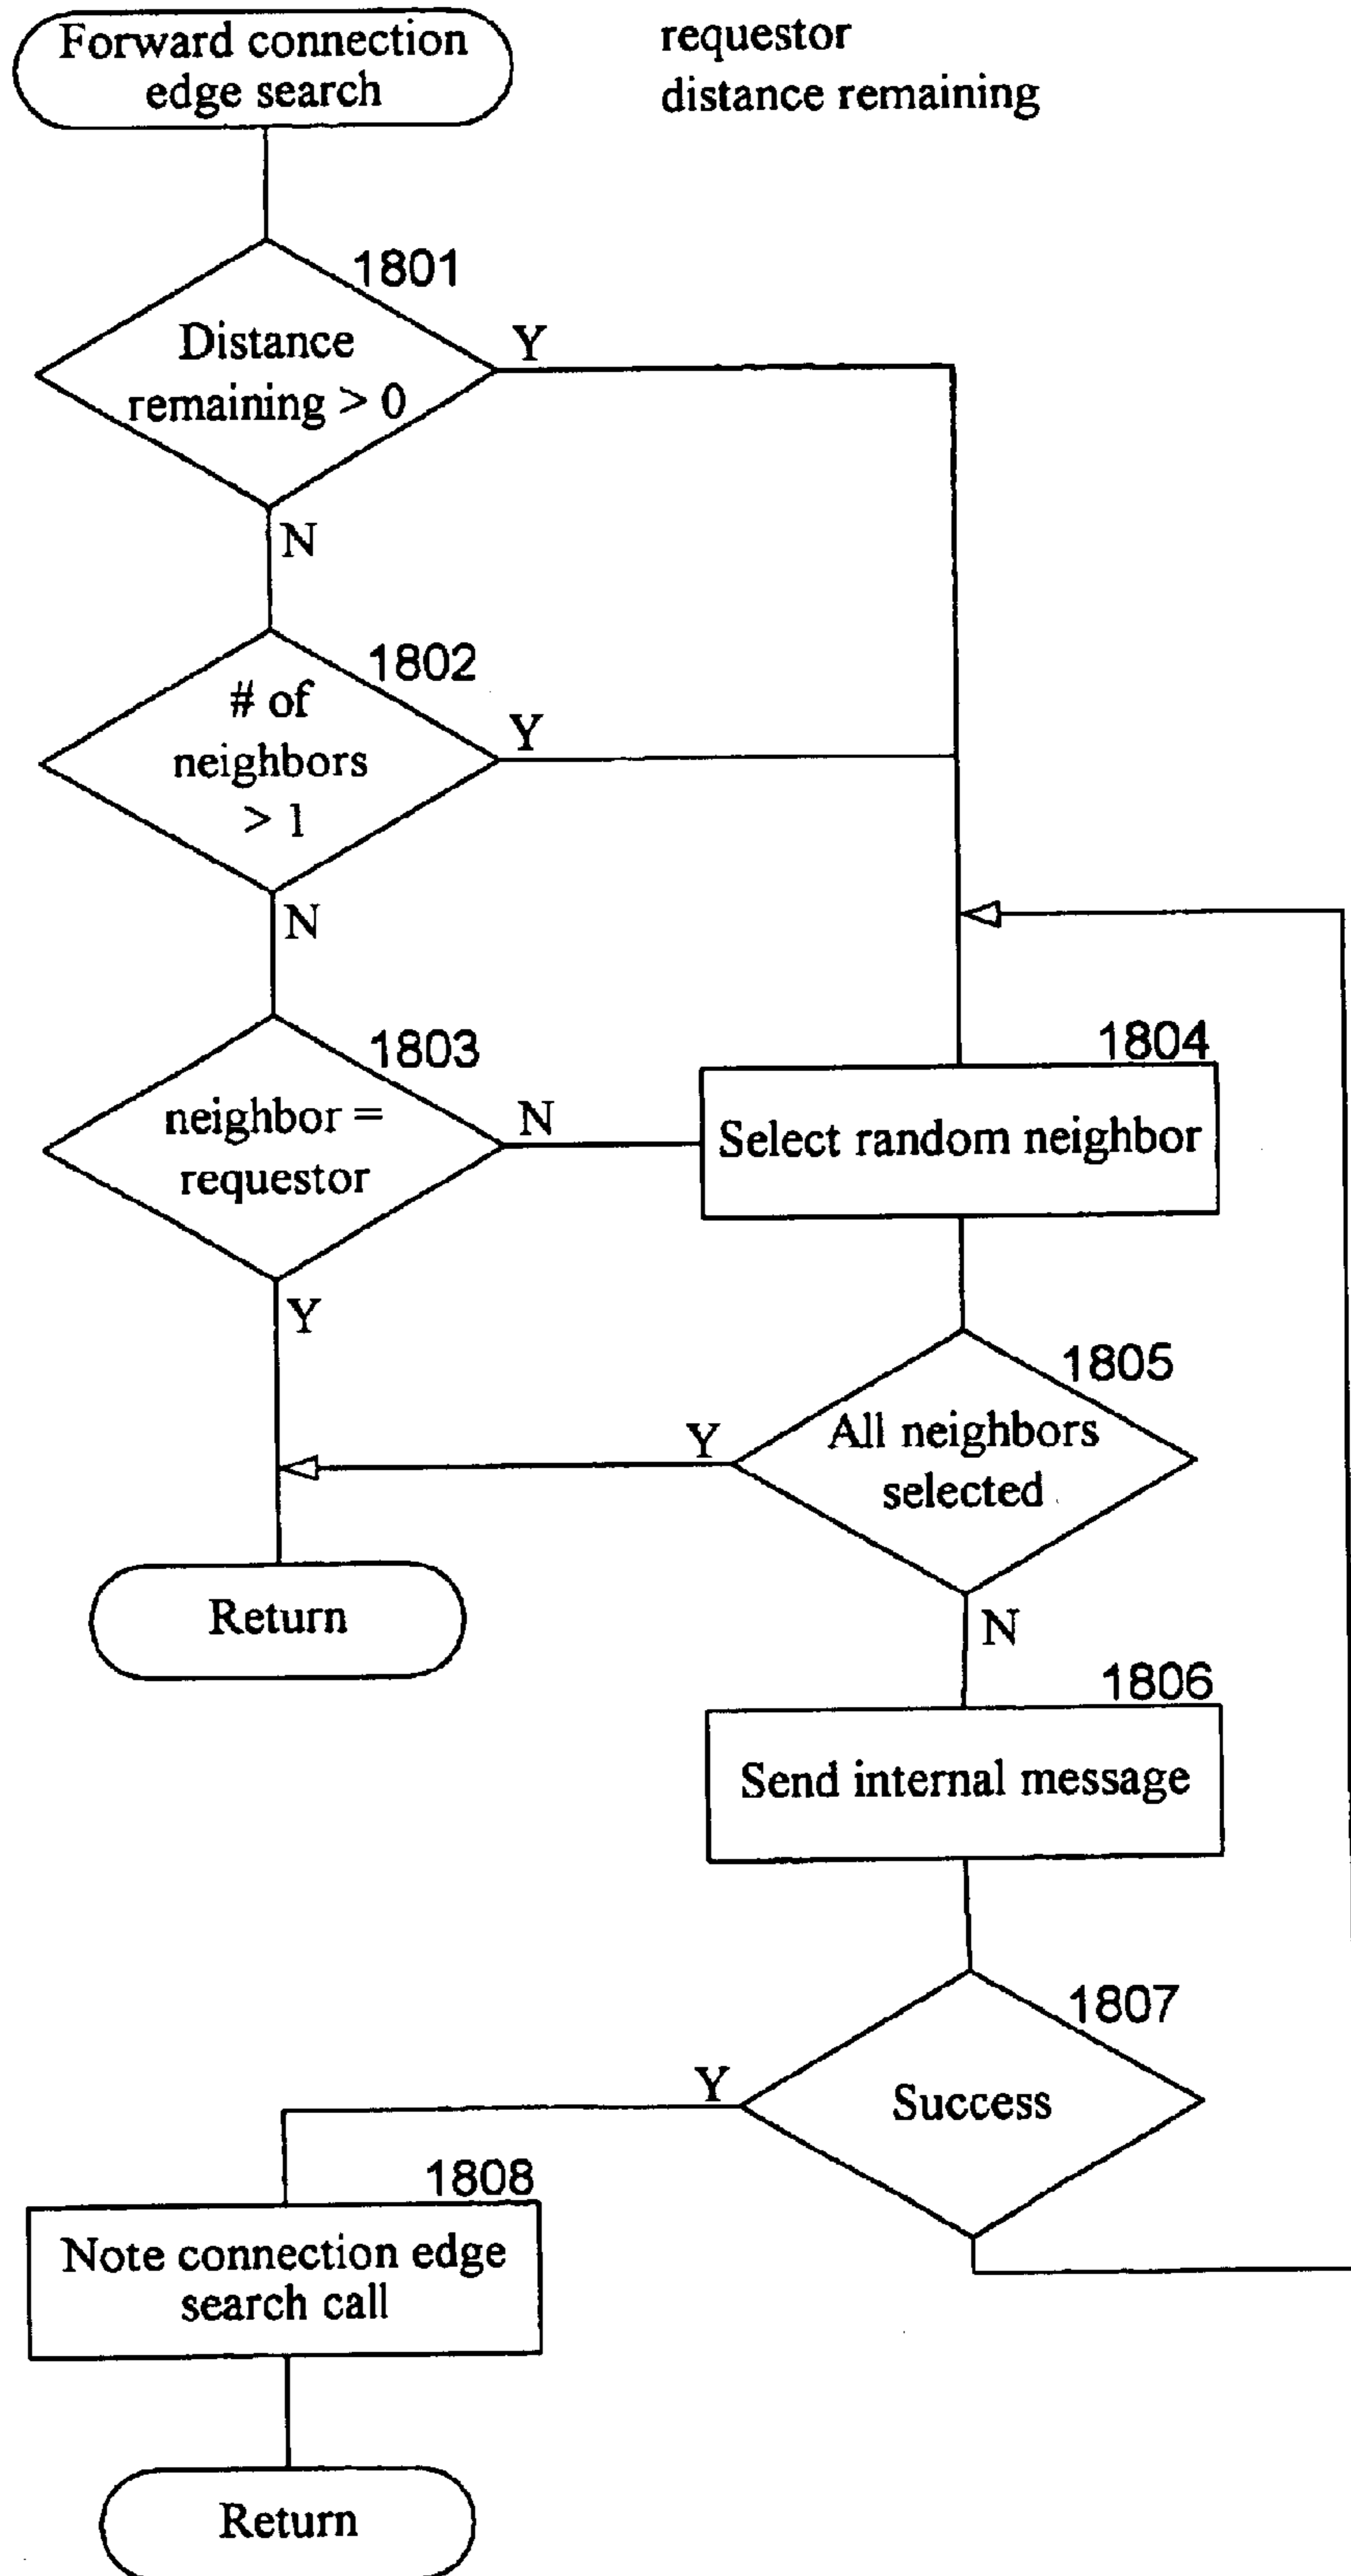 Forward connection
edge search
requestor
distance remaining
1801
Distance
remaining > 0
Y
N
1802
# of
neighbors
> 1
Y
N
1803
neighbor =
requestor
N
Y
1804
Select random neighbor
1805
All neighbors
selected
Y
N
Return
1806
Send internal message
1807
Success
Y
1808
Note connection edge
search call
Return